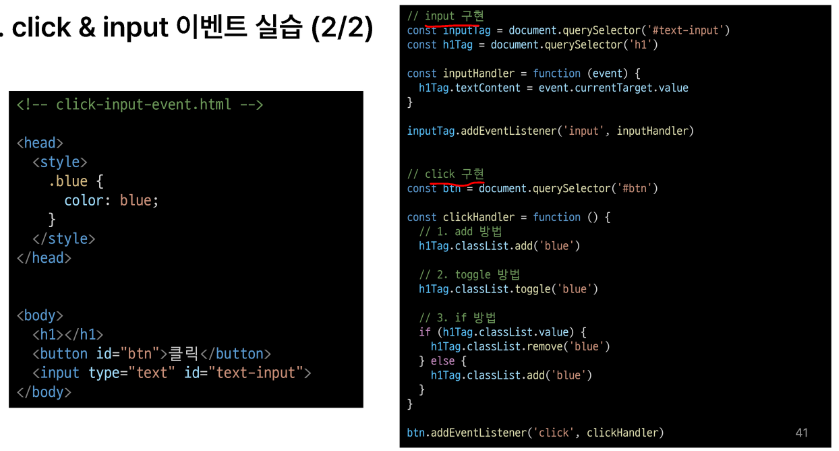 . click & input 이벤트 실습 (2/2)
<!-- click-input-event.html -->
<head>
<style>
.blue {
color: blue;
}
</style>
</head>
<body>
<h1></h1>
<button id="btn">클릭</button>
<input type="text" id="text-input">
</body>
// input 구현
const inputTag = document.querySelector('#text-input')
const h1Tag = document.querySelector('h1')
const inputHandler = function (event) {
h1Tag.textContent = event.currentTarget.value
}
inputTag.addEventListener('input', inputHandler)
// click 구현
const btn = document.querySelector('#btn')
const clickHandler = function () {
// 1. add 방법
h1Tag.classList.add('blue')
// 2. toggle 방법
h1Tag.classList.toggle('blue')
// 3. if 방법
if (h1Tag.classList.value) {
h1Tag.classList.remove('blue')
} else {
h1Tag.classList.add('blue')
}
}
btn.addEventListener('click', clickHandler)
41